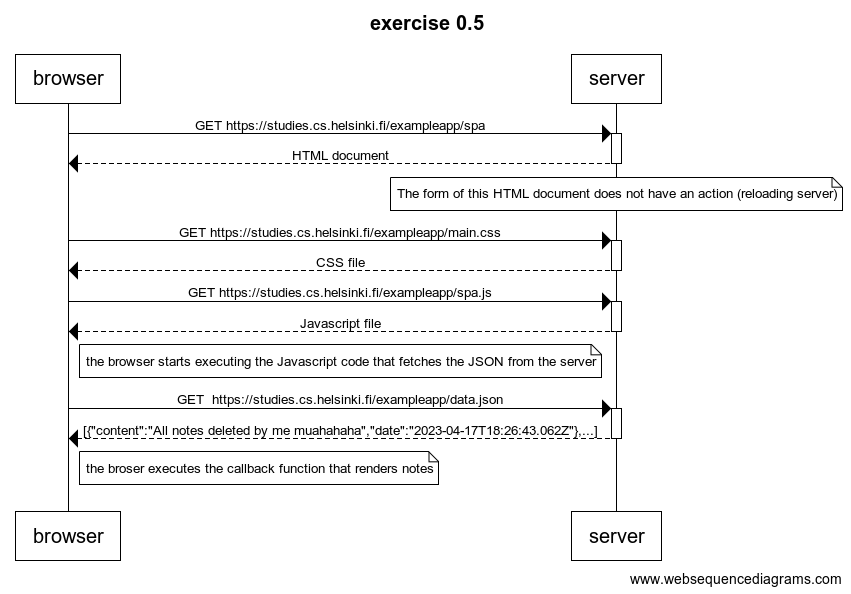 exercise 0.5
browser
server
GET https://studies.cs.helsinki.fi/exampleapp/spa
HTML document
The form of this HTML document does not have an action (reloading server)
GET https://studies.cs.helsinki.fi/exampleapp/main.css
CSS file
GET https://studies.cs.helsinki.fi/exampleapp/spa.js
Javascript file
the browser starts executing the Javascript code that fetches the JSON from the server
GET  https://studies.cs.helsinki.fi/exampleapp/data.json
[{"content":"All notes deleted by me muahahaha","date":"2023-04-17T18:26:43.062Z"},...]
the broser executes the callback function that renders notes
browser
server
www.websequencediagrams.com